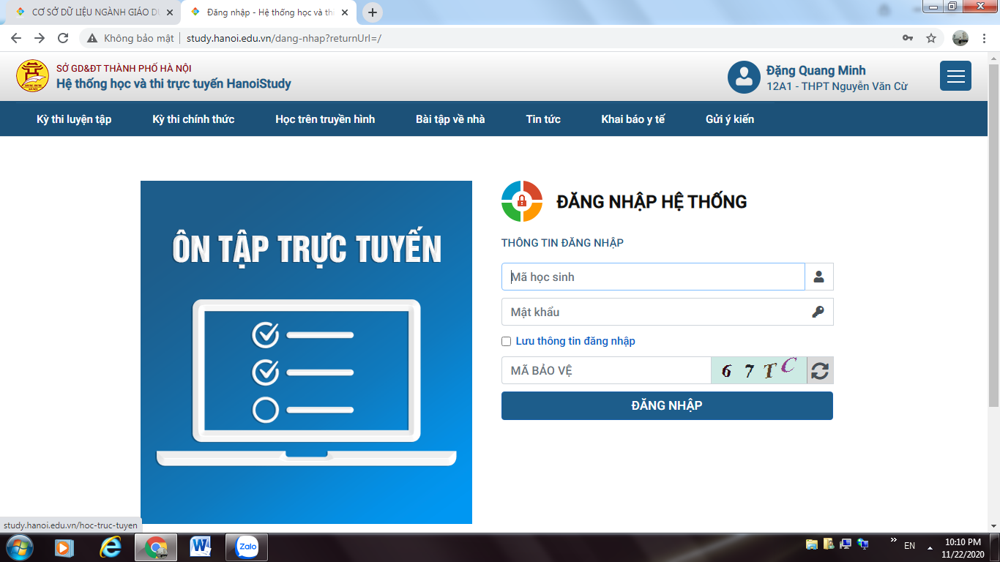 CƠ SỞ DỮ LIỆU NGÀNH GIÁO DỤ
Đăng nhập - Hệ thống học và thi
Không bảo mật | study.hanoi.edu.vn/dang-nhap?returnUrl=/
SỞ GD&ĐT THÀNH PHỐ HÀ NỘI
Hệ thống học và thi trực tuyến HanoiStudy
Đặng Quang Minh
12A1 - THPT Nguyễn Văn Cừ
Kỳ thi luyện tập Kỳ thi chính thức Học trên truyền hình Bài tập về nhà Tin tức Khai báo y tế Gửi ý kiến
ÔN TẬP TRỰC TUYẾN
ĐĂNG NHẬP HỆ THỐNG
THÔNG TIN ĐĂNG NHẬP
Mã học sinh
Mật khẩu
Lưu thông tin đăng nhập
MÃ BẢO VỆ 6 7 T C
ĐĂNG NHẬP
study.hanoi.edu.vn/hoc-truc-tuyen
Zalo
EN
10:10 PM
11/22/2020